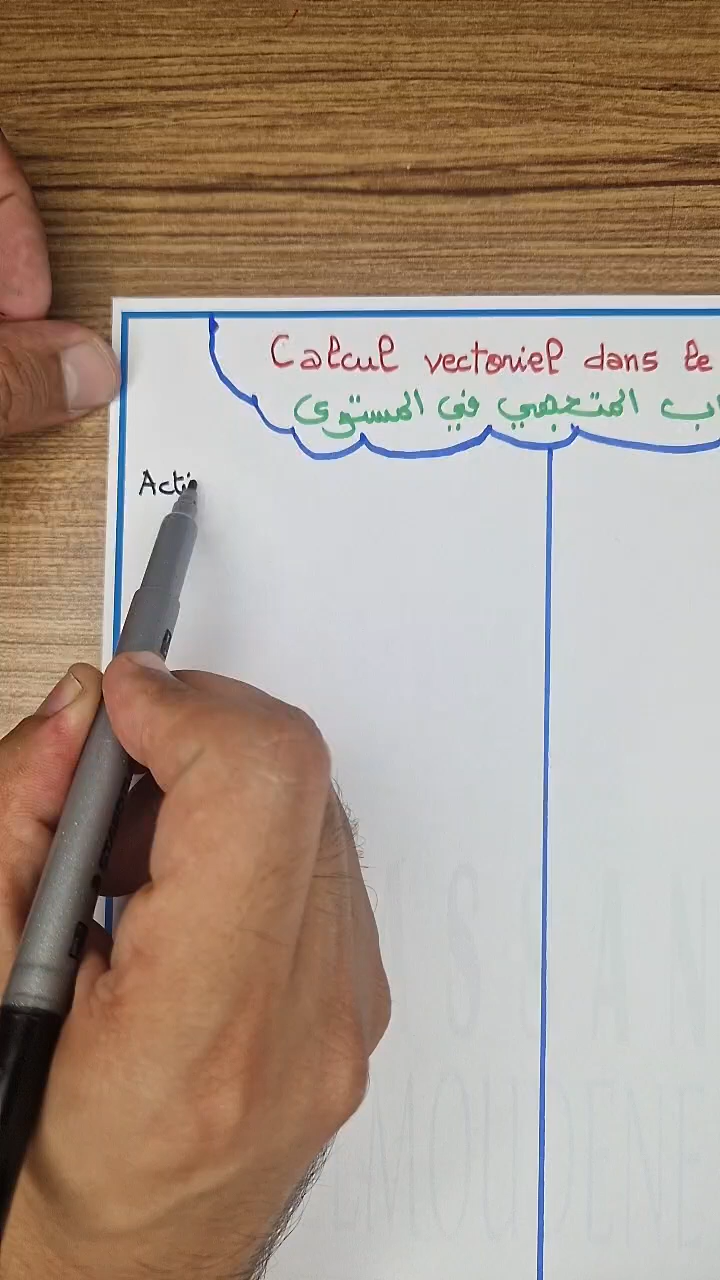 Calcul vectoriel dans le
ب المتجهي في المستوى
Acti